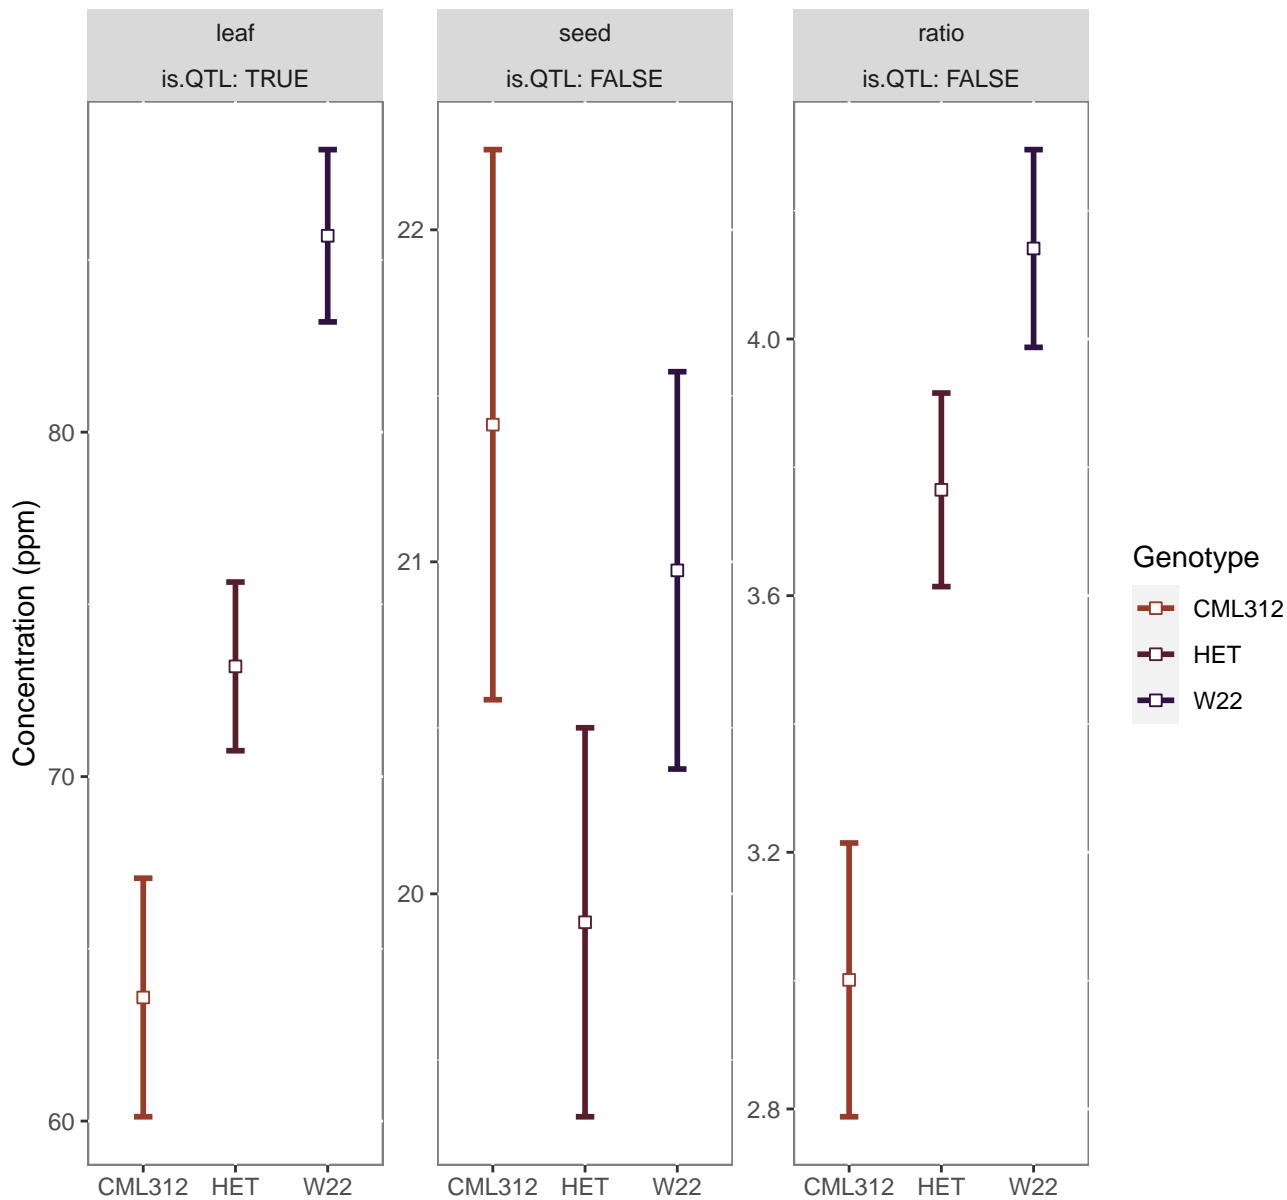 leaf
is.QTL: TRUE
seed
is.QTL: FALSE
ratio
is.QTL: FALSE
Concentration (ppm)
80
70
60
22
21
20
4.0
3.6
3.2
2.8
CML312 HET W22
CML312 HET W22
CML312 HET W22
Genotype
CML312
HET
W22